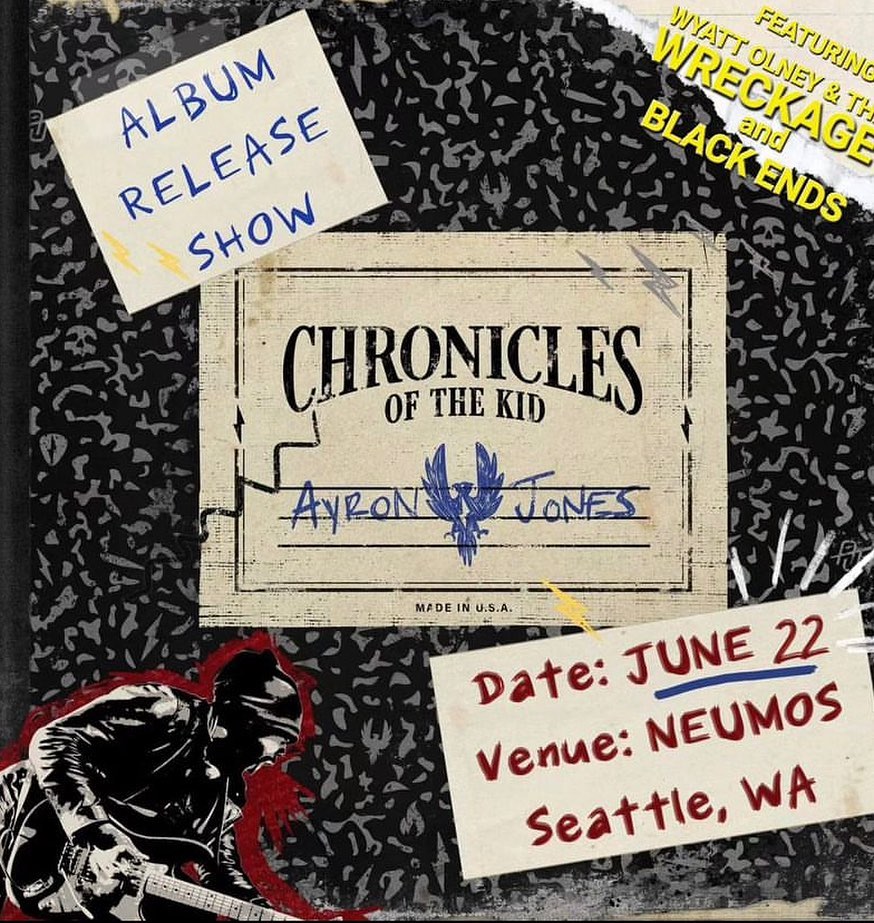 ALBUM
RELEASE
SHOW
FEATURING
WYATT OLNEY & TH
WRECKAGE
and
BLACK ENDS
CHRONICLES
OF THE KID
AYRON JONES
MADE IN U.S.A.
Date: JUNE 22
Venue: NEUMOS
Seattle, WA